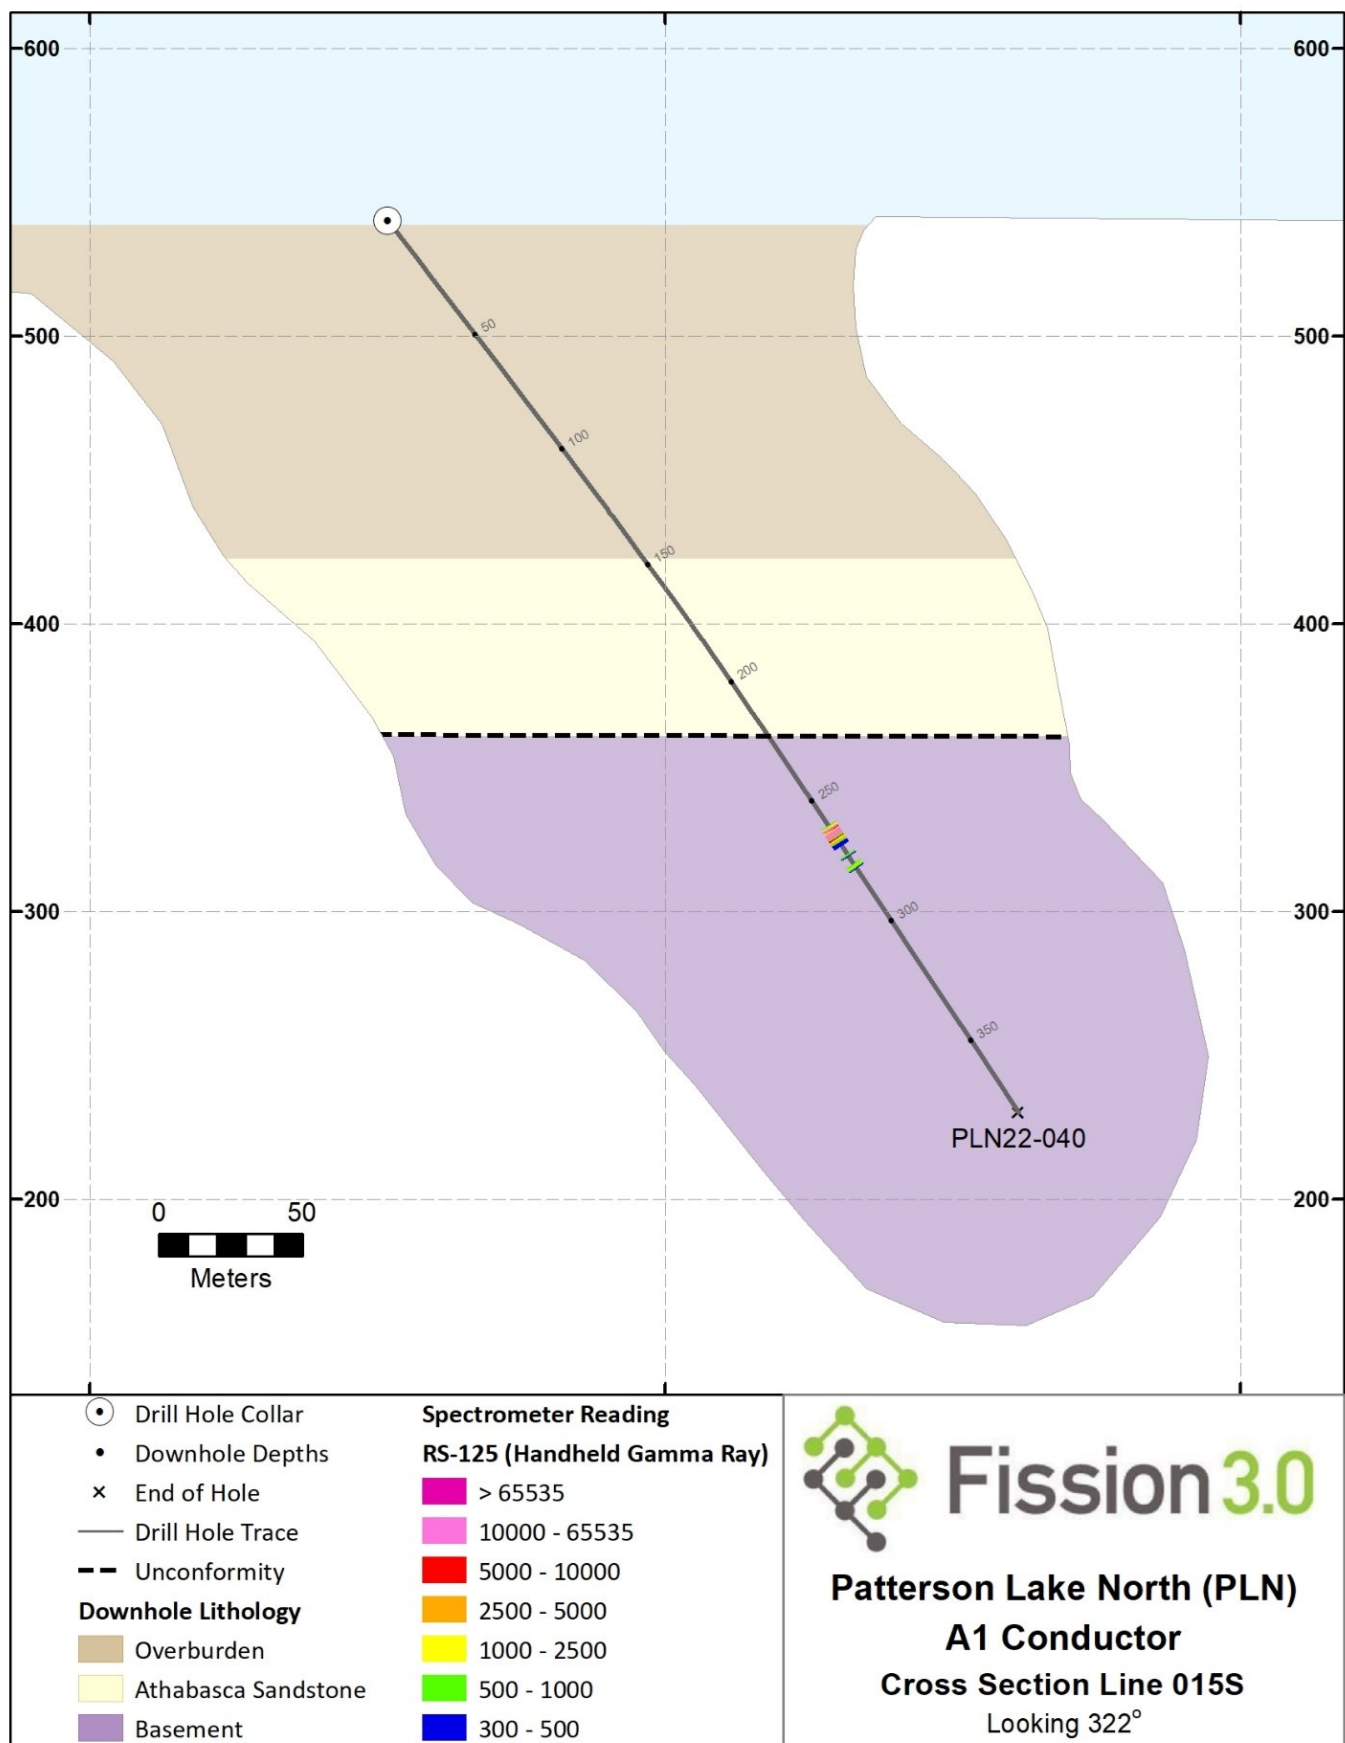 600 600
50
500 500
100
150
400 400
200
250
300 300
300
350
PLN22-040
200 200
0 50
Meters
Drill Hole Collar
Downhole Depths
× End of Hole
Drill Hole Trace
Unconformity
Downhole Lithology
Overburden
Athabasca Sandstone
Basement
Spectrometer Reading
RS-125 (Handheld Gamma Ray)
> 65535
10000 - 65535
5000 - 10000
2500 - 5000
1000 - 2500
500 - 1000
300 - 500
Fission 3.0
Patterson Lake North (PLN)
A1 Conductor
Cross Section Line 015S
Looking 322°